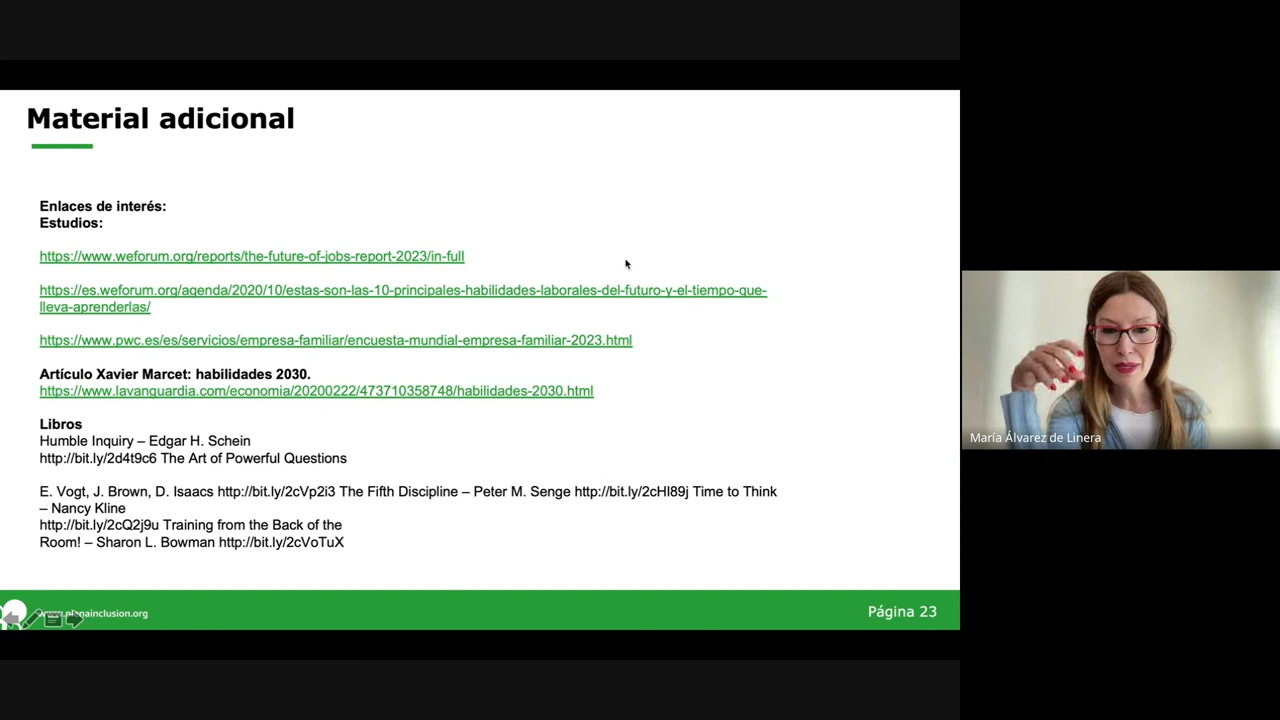 Material adicional
Enlaces de interés:
Estudios:
https://www.weforum.org/reports/the-future-of-jobs-report-2023/in-full
https://es.weforum.org/agenda/2020/10/estas-son-las-10-principales-habilidades-laborales-del-futuro-y-el-tiempo-que-
lleva-aprenderlas/
https://www.pwc.es/es/servicios/empresa-familiar/encuesta-mundial-empresa-familiar-2023.html
Artículo Xavier Marcet: habilidades 2030.
https://www.lavanguardia.com/economia/20200222/473710358748/habilidades-2030.html
Libros
Humble Inquiry – Edgar H. Schein
http://bit.ly/2d4t9c6 The Art of Powerful Questions
E. Vogt, J. Brown, D. Isaacs http://bit.ly/2cVp2i3 The Fifth Discipline – Peter M. Senge http://bit.ly/2cHl89j Time to Think
– Nancy Kline
http://bit.ly/2cQ2j9u Training from the Back of the
Room! – Sharon L. Bowman http://bit.ly/2cVoTuX
www.plenainclusion.org
Página 23
María Álvarez de Linera